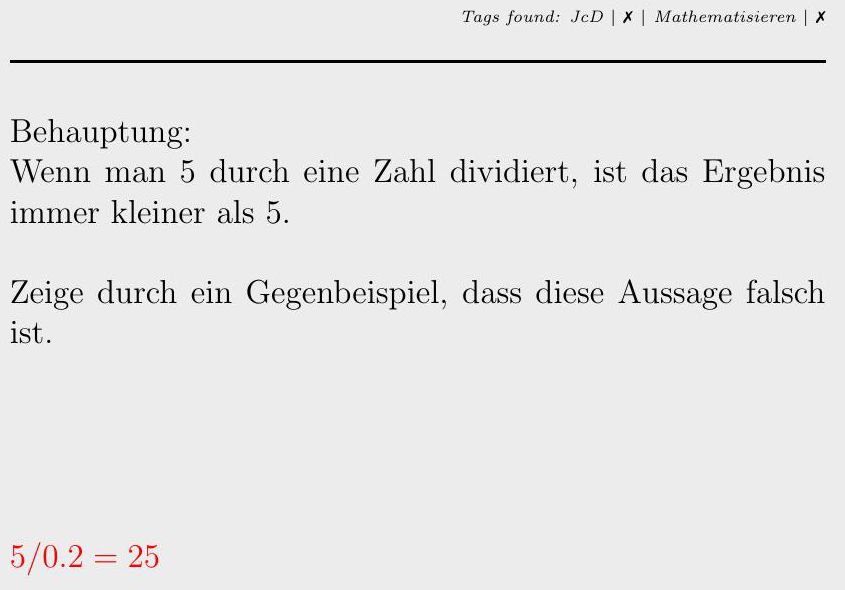 Tags found: JcD | ✗ | Mathematisieren | ✗
Behauptung:
Wenn man 5 durch eine Zahl dividiert, ist das Ergebnis
immer kleiner als 5.
Zeige durch ein Gegenbeispiel, dass diese Aussage falsch
ist.
5/0.2 = 25